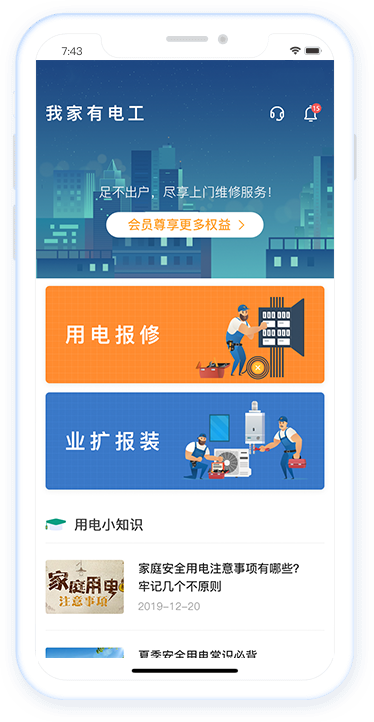 7:43
我家有电工
15
足不出户，尽享上门维修服务！
会员尊享更多权益
用电报修
业扩报装
用电小知识
家庭用电
注意事项
家庭安全用电注意事项有哪些？
牢记几个不原则
2019-12-20
夏季安全用电常识必背